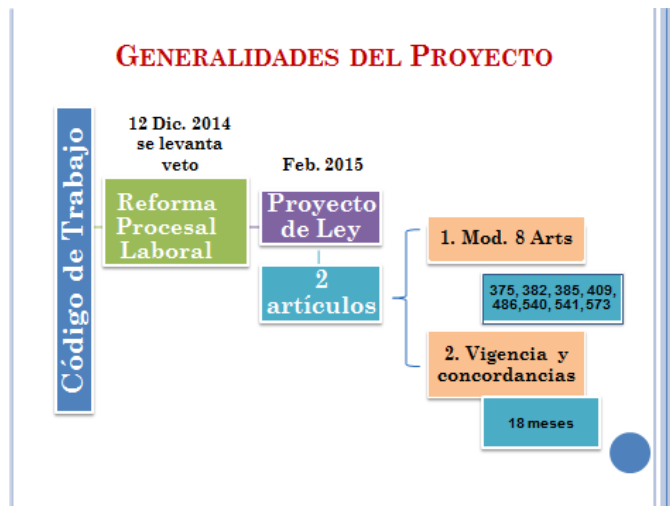 GENERALIDADES DEL PROYECTO
Código de Trabajo
12 Dic. 2014
se levanta
veto
Reforma
Procesal
Laboral
Feb. 2015
Proyecto
de Ley
2
artículos
1. Mod. 8 Arts
375, 382, 385, 409,
486,540, 541,573
2. Vigencia y
concordancias
18 meses